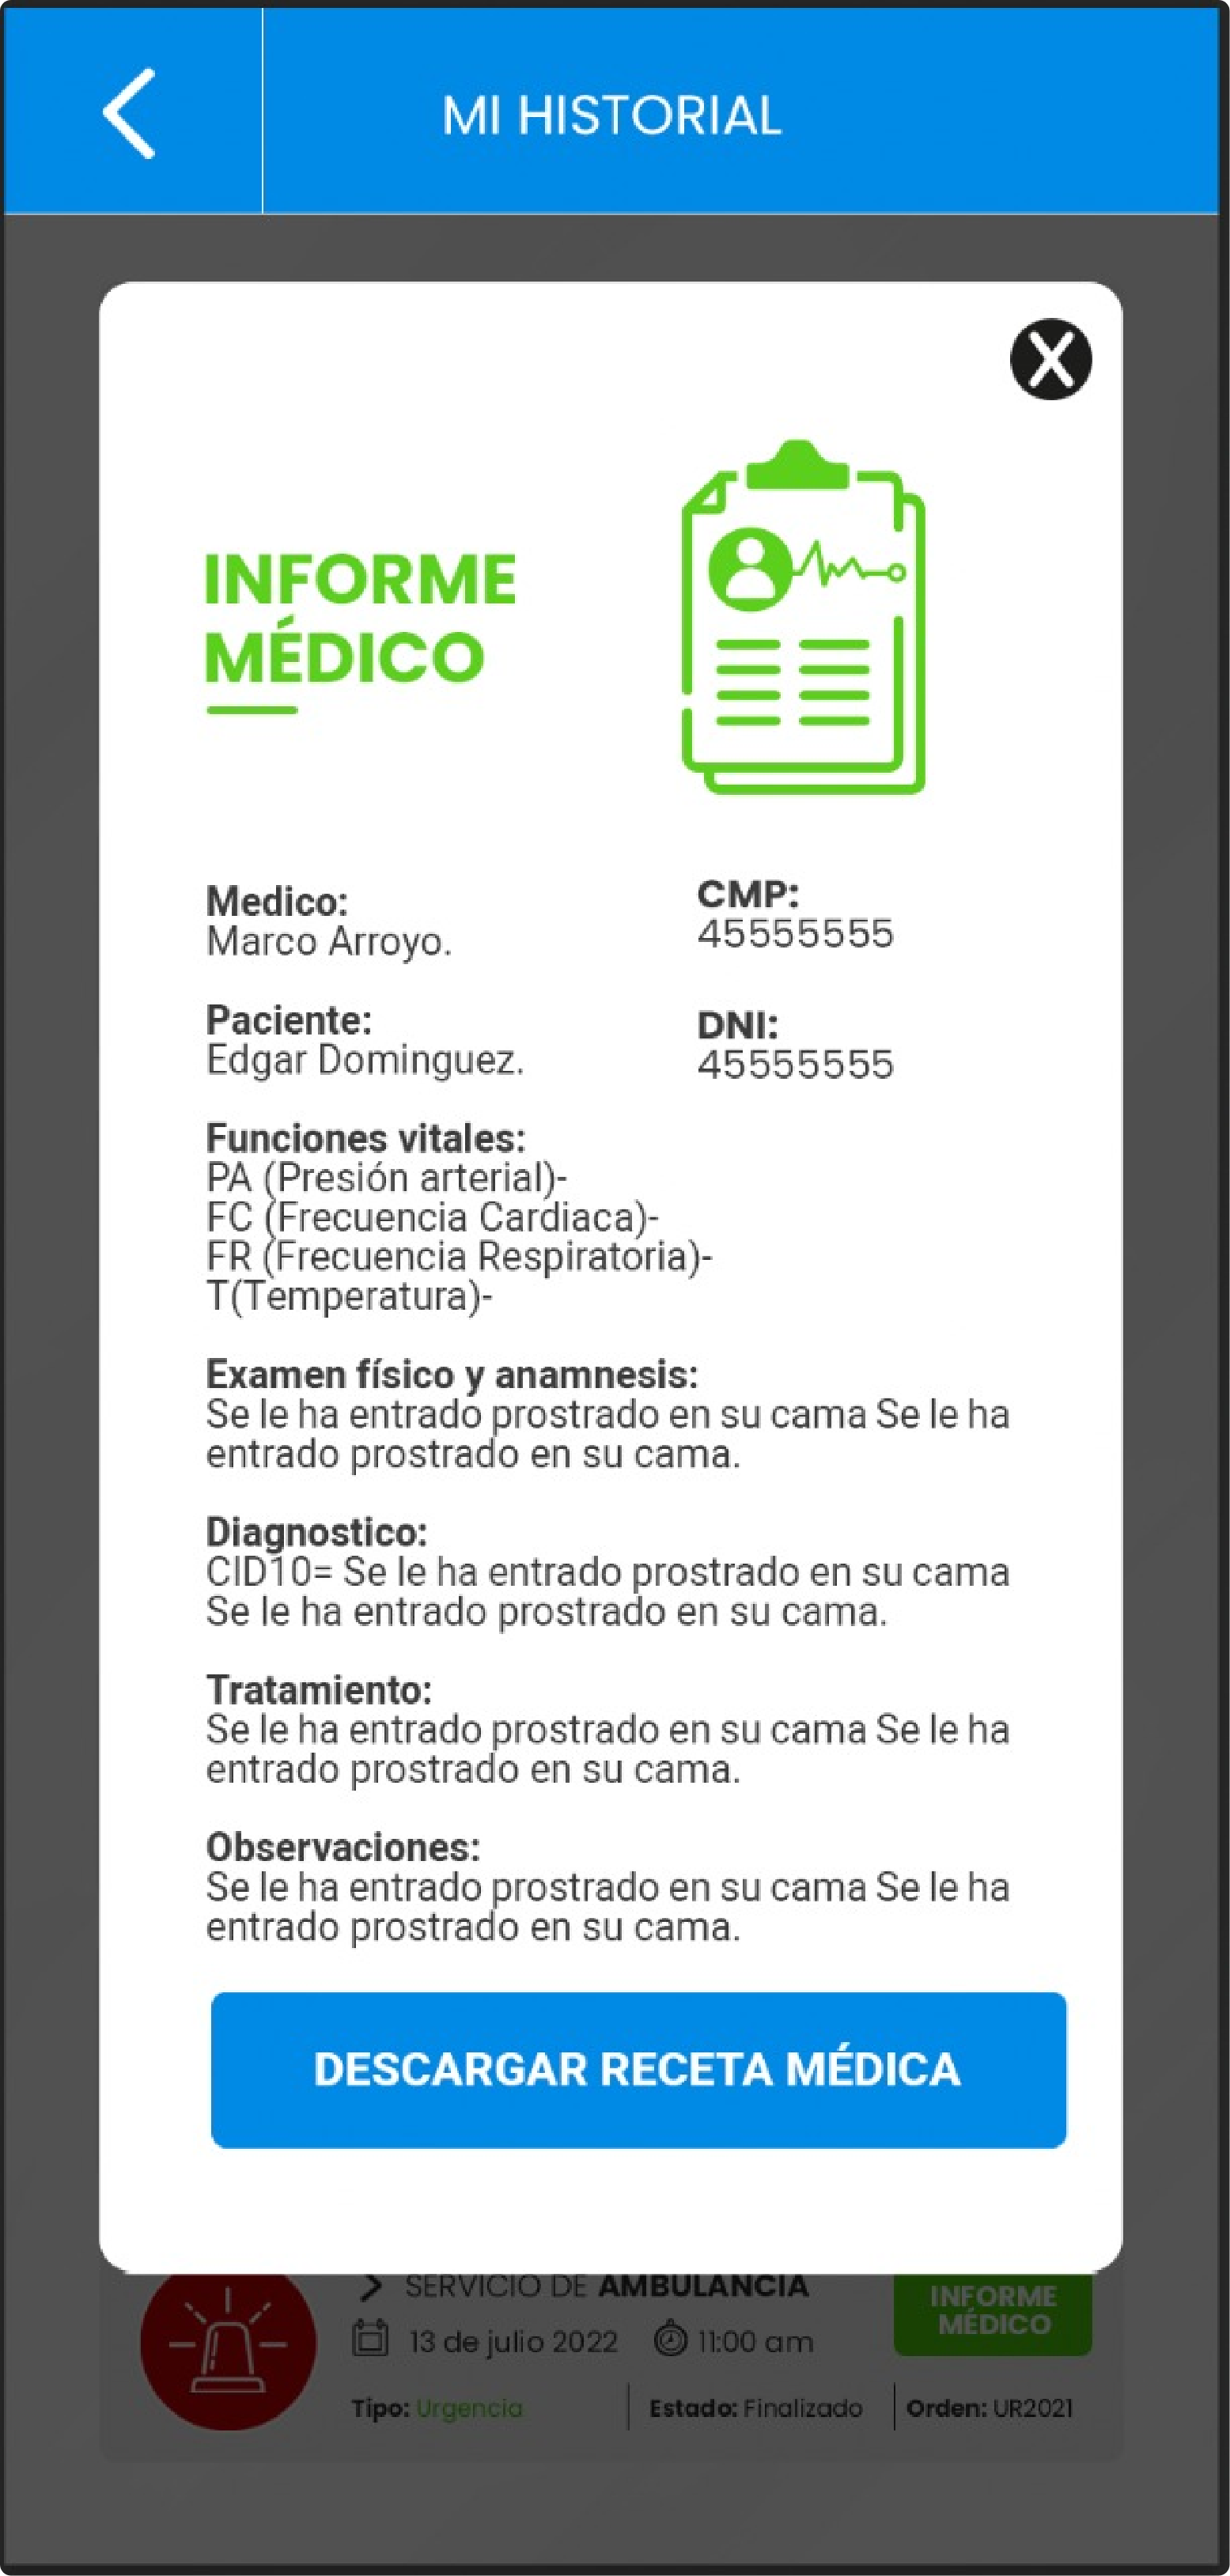 MI HISTORIAL
X
INFORME
MÉDICO
Medico:
Marco Arroyo.
CMP:
45555555
Paciente:
Edgar Dominguez.
DNI:
45555555
Funciones vitales:
PA (Presión arterial)-
FC (Frecuencia Cardiaca)-
FR (Frecuencia Respiratoria)-
T(Temperatura)-
Examen físico y anamnesis:
Se le ha entrado prostrado en su cama Se le ha
entrado prostrado en su cama.
Diagnostico:
CID10= Se le ha entrado prostrado en su cama
Se le ha entrado prostrado en su cama.
Tratamiento:
Se le ha entrado prostrado en su cama Se le ha
entrado prostrado en su cama.
Observaciones:
Se le ha entrado prostrado en su cama Se le ha
entrado prostrado en su cama.
DESCARGAR RECETA MÉDICA
SERVICIO DE AMBULANCIA
INFORME
MÉDICO
13 de julio 2022 11:00 am
Tipo: Urgencia Estado: Finalizado Orden: UR2021